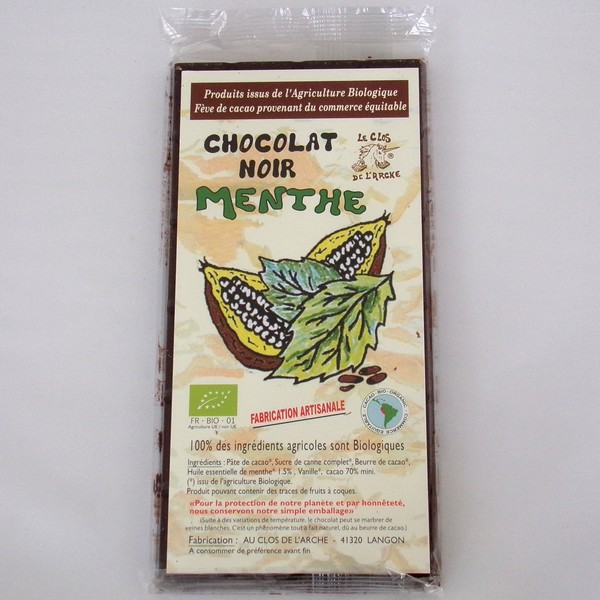 Produits issus de l'Agriculture Biologique
Fève de cacao provenant du commerce équitable
CHOCOLAT
NOIR
MENTHE
LE CLOS
DE L'ARCHE
®
FR - BIO - 01
Agriculture UE / non UE
FABRICATION ARTISANALE
CACAO - BIO - ORGANIC
COMMERCE EQUITABLE
100% des ingrédients agricoles sont Biologiques
Ingredients : Pâte de cacao*, Sucre de canne complet*, Beurre de cacao*,
Huile essentielle de menthe* 1.5% , Vanille*, cacao 70% mini.
(*) issu de l'agriculture Biologique.
Produit pouvant contenir des traces de fruits à coques.
«Pour la protection de notre planète et par honnêteté,
nous conservons notre simple emballage»
(Suite à des variations de température, le chocolat peut se marbrer de
veines blanches. C'est un phénomène tout à fait naturel, dû au beurre de cacao.)
Fabrication : AU CLOS DE L'ARCHE - 41320 LANGON
A consommer de préférence avant fin